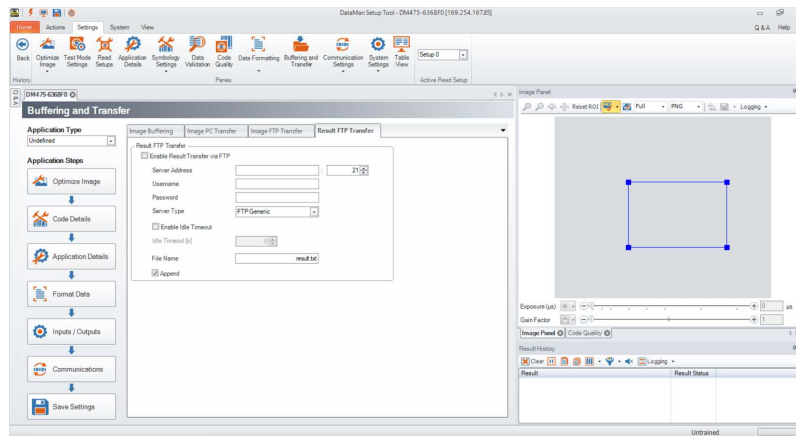 DataMan Setup Tool - DM475-6368F0 [169.254.167.85]
Home Actions Settings System View Q & A Help
Back Optimize Image Test Mode Settings Read Setups Application Details Symbology Settings Data Validation Code Quality Data Formatting Buffering and Transfer Communication Settings System Settings Table View Setup 0
History Panes Active Read Setup
DM475-6368F0
Buffering and Transfer
Application Type
Undefined
Application Steps
Optimize Image
Code Details
Application Details
Format Data
Inputs / Outputs
Communications
Save Settings
Image Buffering Image PC Transfer Image FTP Transfer Result FTP Transfer
Result FTP Transfer
Enable Result Transfer via FTP
Server Address : 21
Username
Password
Server Type FTP Generic
Enable Idle Timeout
Idle Timeout [s] 0
File Name result.txt
Append
Image Panel
Reset ROI Full PNG Logging
Exposure (µs) 0 µs
Gain Factor 1
Image Panel Code Quality
Result History
Clear Logging
Result Result Status
Untrained